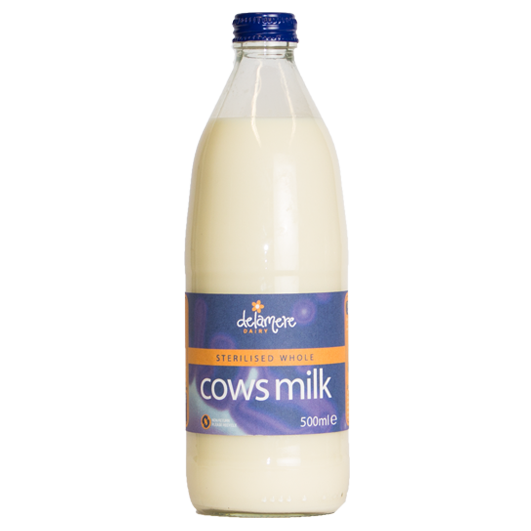 delamere
DAIRY
STERILISED WHOLE
cows milk
500ml e